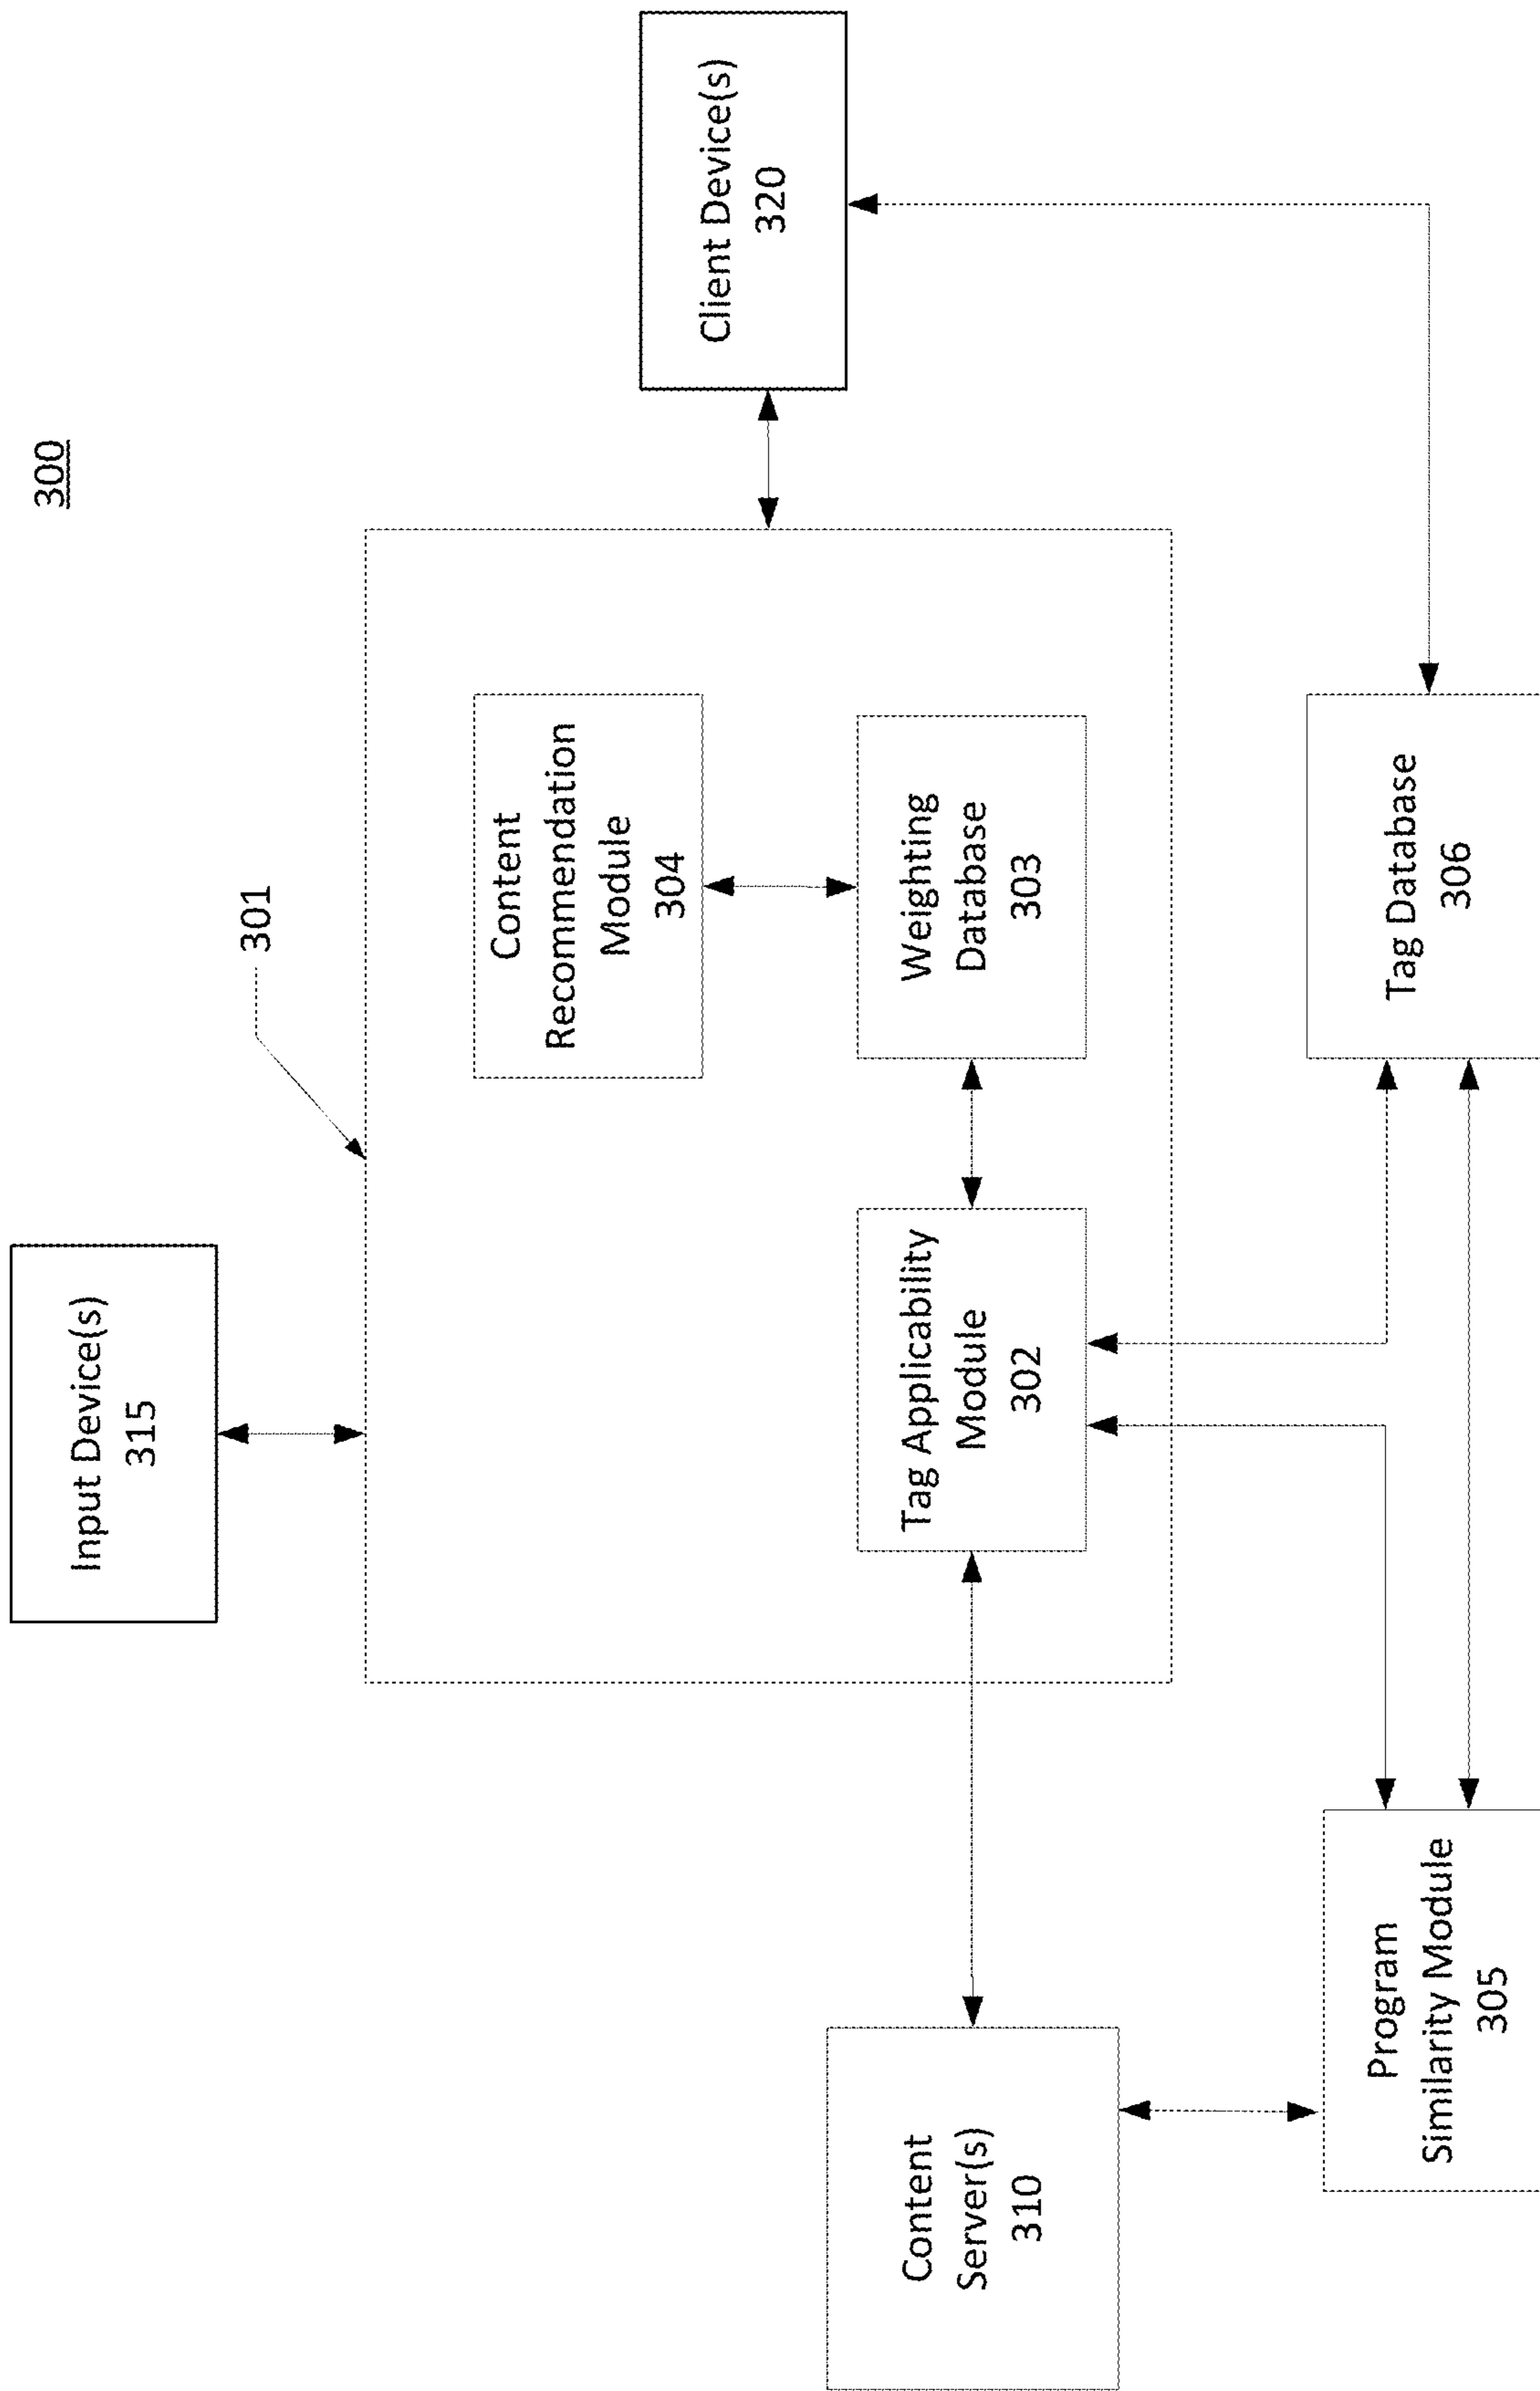 300
Input Device(s)
315
301
Client Device(s)
320
Content
Recommendation
Module
304
Tag Applicability
Module
302
Weighting
Database
303
Content
Server(s)
310
Program
Similarity Module
305
Tag Database
306